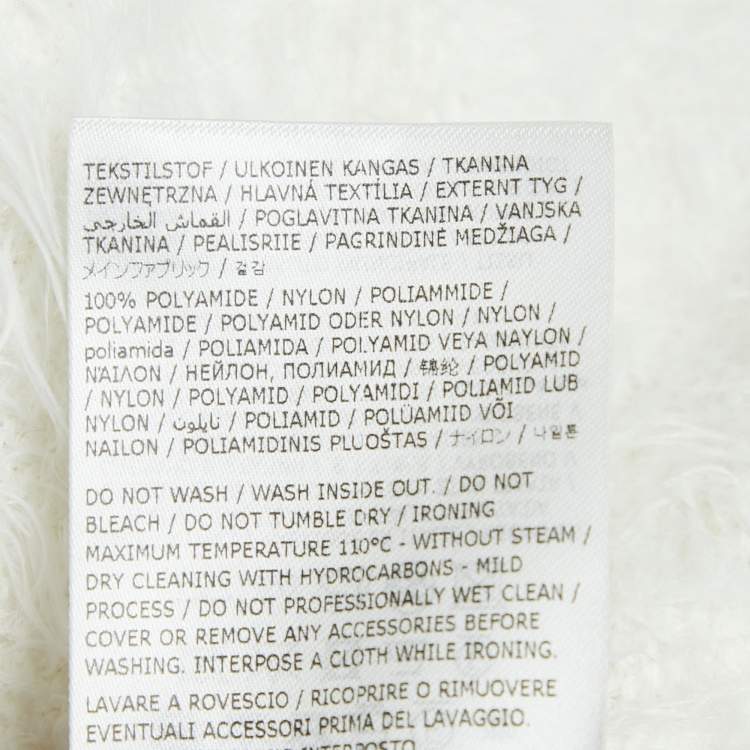 TEKSTILSTOF / ULKOINEN KANGAS / TKANINA
ZEWNĘTRZNA / HLAVNÁ TEXTÍLIA / EXTERNT TYG /
القماش الخارجي / POGLAVITNA TKANINA / VANJSKA
TKANINA / PEALISRIIE / PAGRINDINĖ MEDŽIAGA /
メインファブリック / 겉감
100% POLYAMIDE / NYLON / POLIAMMIDE /
POLYAMIDE / POLYAMID ODER NYLON / NYLON /
poliamida / POLIAMIDA / POLYAMID VEYA NAYLON /
ΝΑΪΛΟΝ / НЕЙЛОН, ПОЛИАМИД / 锦纶 / POLYAMID
/ NYLON / POLYAMID / POLYAMIDI / POLIAMID LUB
NYLON / نايلون / POLIAMID / POLÜAMIID VÕI
NAILON / POLIAMIDINIS PLUOŠTAS / ナイロン / 나일론
DO NOT WASH / WASH INSIDE OUT. / DO NOT
BLEACH / DO NOT TUMBLE DRY / IRONING
MAXIMUM TEMPERATURE 110°C - WITHOUT STEAM /
DRY CLEANING WITH HYDROCARBONS - MILD
PROCESS / DO NOT PROFESSIONALLY WET CLEAN /
COVER OR REMOVE ANY ACCESSORIES BEFORE
WASHING. INTERPOSE A CLOTH WHILE IRONING.
LAVARE A ROVESCIO / RICOPRIRE O RIMUOVERE
EVENTUALI ACCESSORI PRIMA DEL LAVAGGIO.
INTERPOSTO